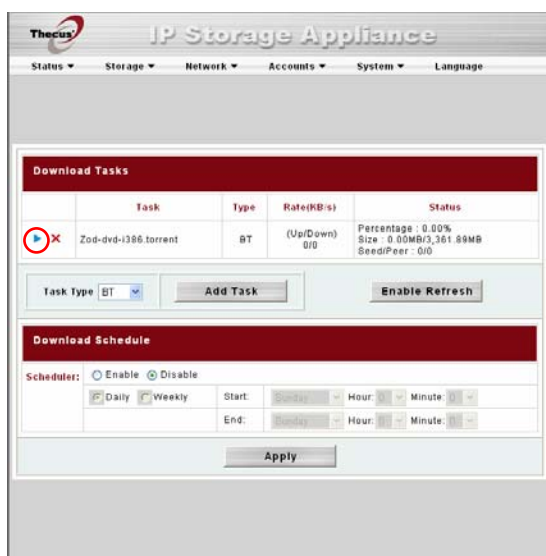 Thecus
IP Storage Appliance
Status Storage Network Accounts System Language
Download Tasks
Task Type Rate(KB/s) Status
Zod-dvd-i386.torrent BT (Up/Down) 0/0 Percentage : 0.00%
Size : 0.00MB/3,361.89MB
Seed/Peer : 0/0
Task Type BT Add Task Enable Refresh
Download Schedule
Scheduler: Enable Disable
Daily Weekly Start: Sunday Hour: 0 Minute: 0
End: Sunday Hour: 0 Minute: 0
Apply